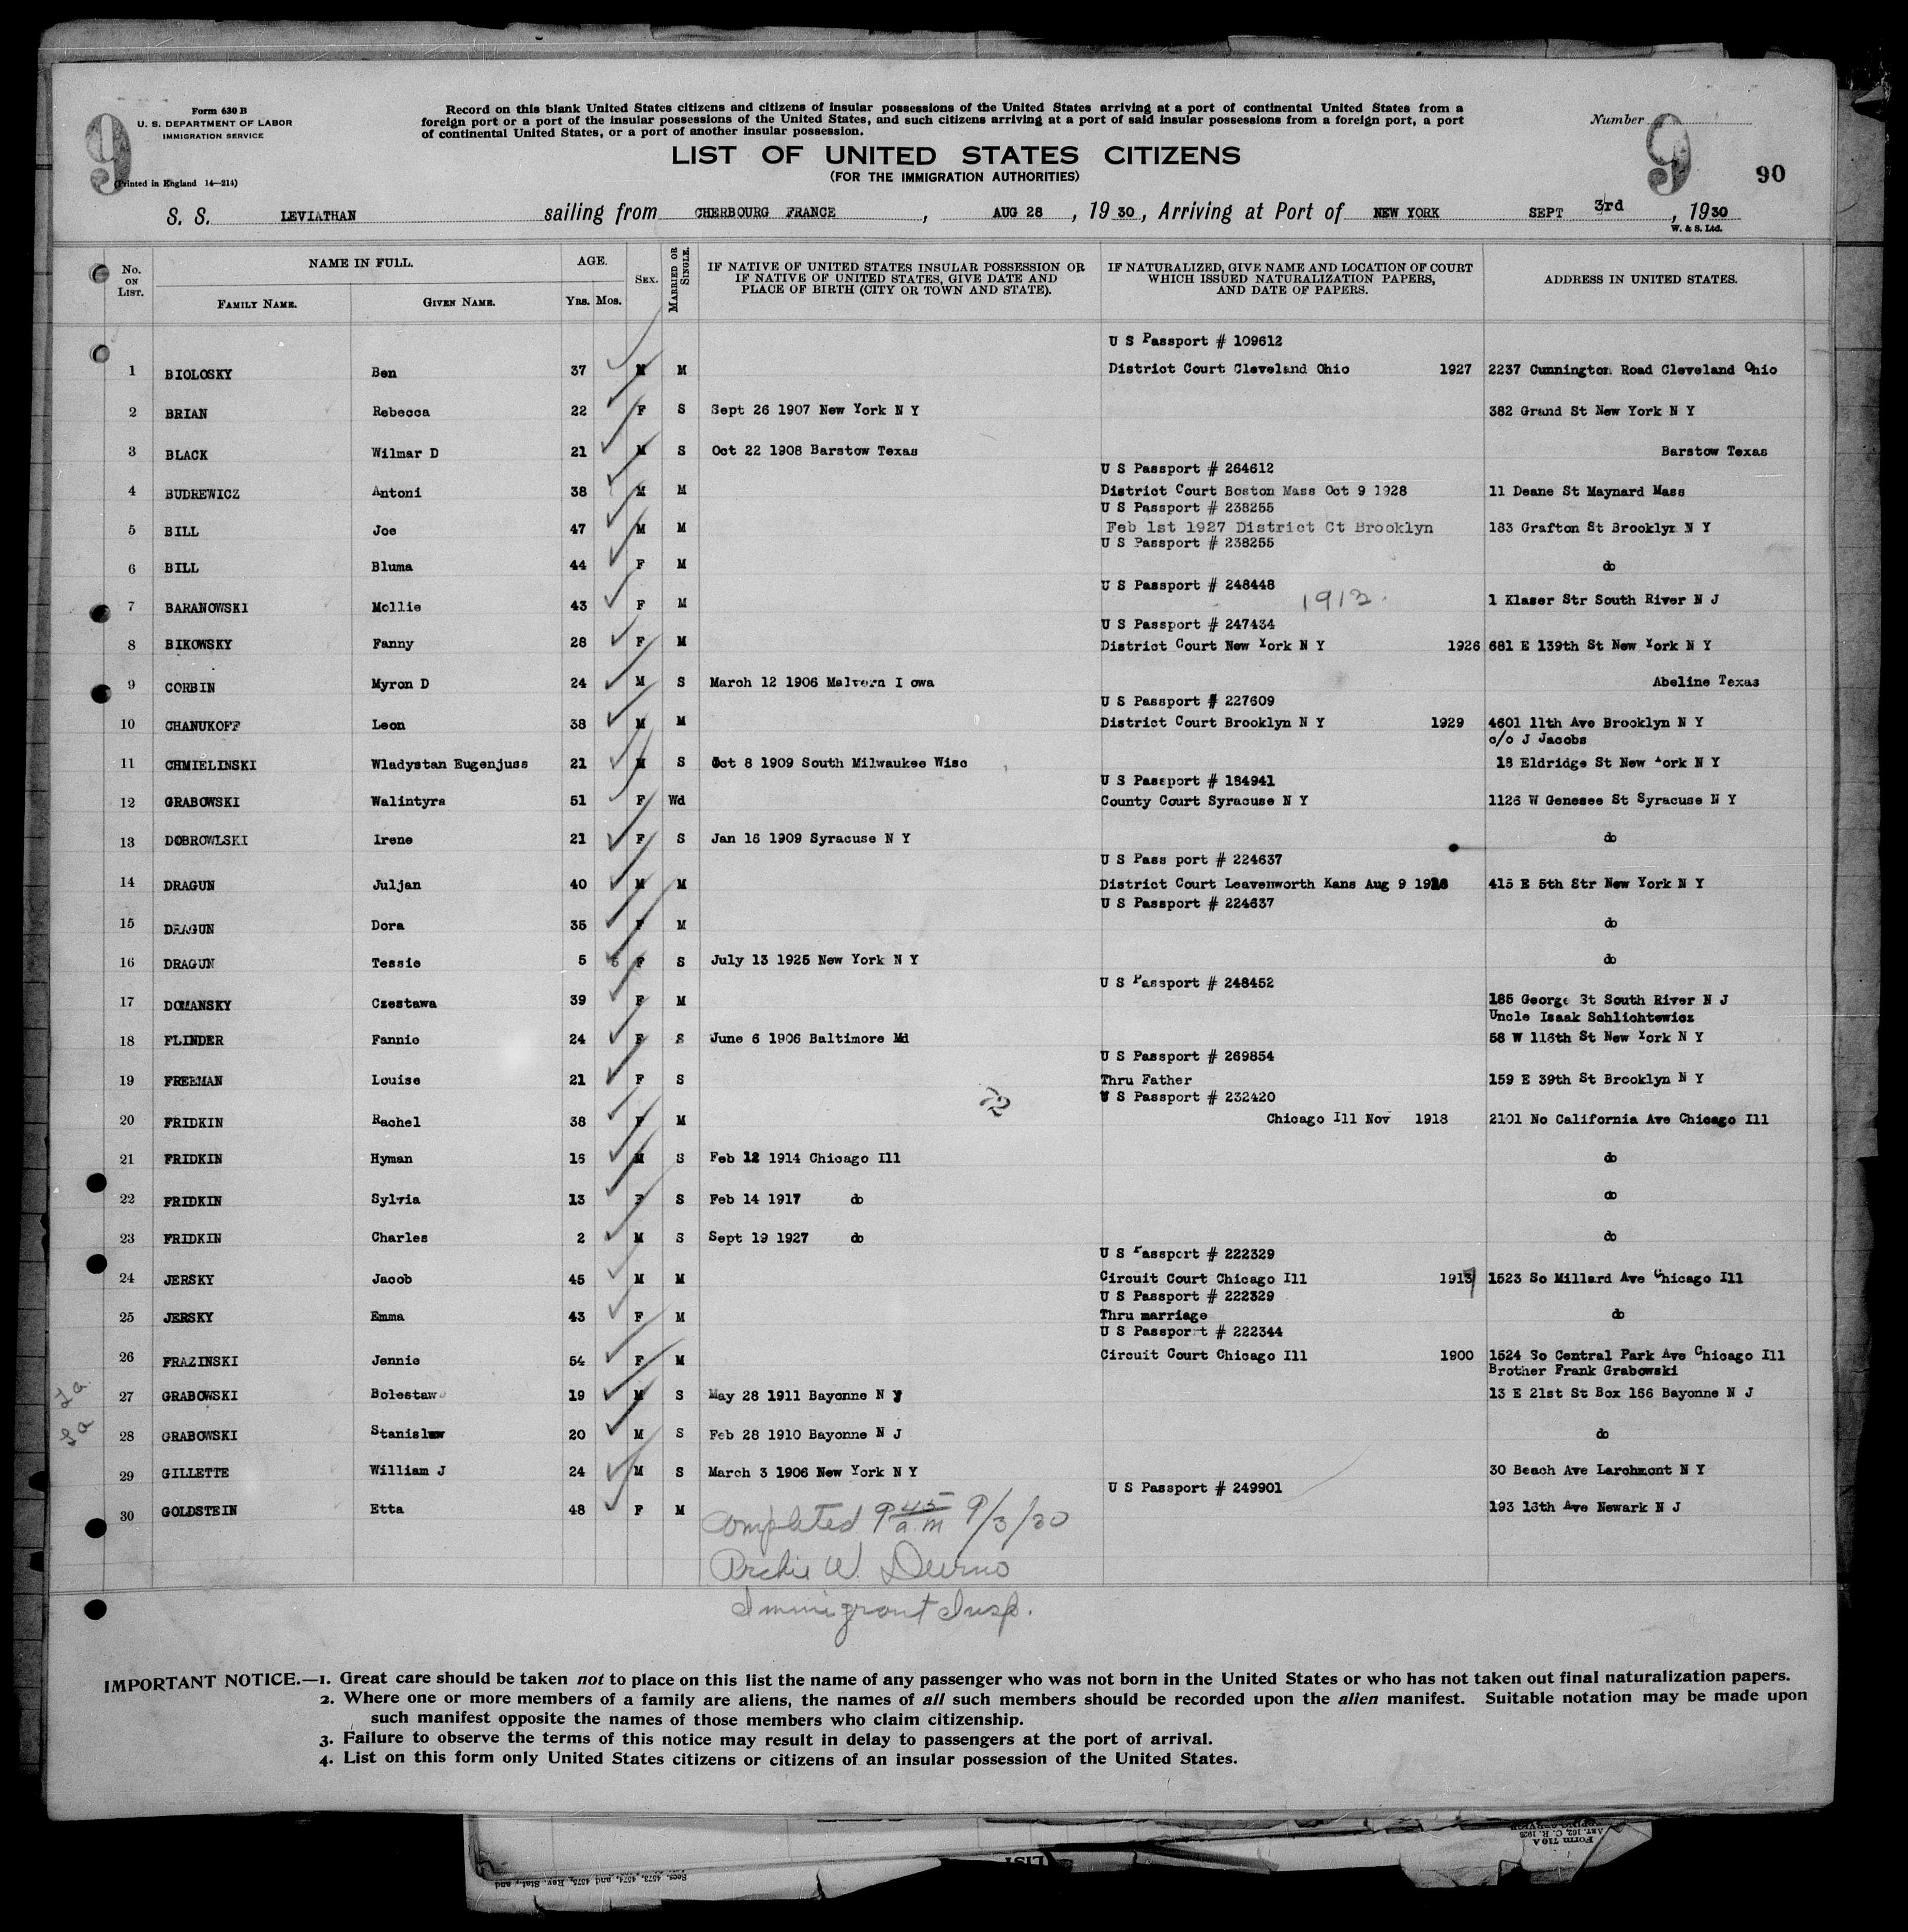 Form 630 B
U. S. DEPARTMENT OF LABOR
IMMIGRATION SERVICE
9
(Printed in England 14—214)
Record on this blank United States citizens and citizens of insular possessions of the United States arriving at a port of continental United States from a
foreign port or a port of the insular possessions of the United States, and such citizens arriving at a port of said insular possessions from a foreign port, a port
of continental United States, or a port of another insular possession.
LIST OF UNITED STATES CITIZENS
(FOR THE IMMIGRATION AUTHORITIES)
Number 9
90
S. S. LEVIATHAN sailing from CHERBOURG FRANCE, AUG 28, 1930, Arriving at Port of NEW YORK SEPT 3rd, 1930
W. & S. Ltd.
No. ON LIST. NAME IN FULL. FAMILY NAME. GIVEN NAME. AGE. Yrs. Mos. SEX. MARRIED OR SINGLE. IF NATIVE OF UNITED STATES INSULAR POSSESSION OR IF NATIVE OF UNITED STATES, GIVE DATE AND PLACE OF BIRTH (CITY OR TOWN AND STATE). IF NATURALIZED, GIVE NAME AND LOCATION OF COURT WHICH ISSUED NATURALIZATION PAPERS, AND DATE OF PAPERS. ADDRESS IN UNITED STATES.
U S Passport # 109612
1 BIOLOSKY Ben 37 M M District Court Cleveland Ohio 1927 2237 Cunnington Road Cleveland Ohio
2 BRIAN Rebecca 22 F S Sept 26 1907 New York N Y 382 Grand St New York N Y
3 BLACK Wilmar D 21 M S Oct 22 1908 Barstow Texas Barstow Texas
U S Passport # 264612
4 BUDREWICZ Antoni 38 M M District Court Boston Mass Oct 9 1928 11 Deane St Maynard Mass
U S Passport # 238255
5 BILL Joe 47 M M Feb 1st 1927 District Ct Brooklyn 183 Grafton St Brooklyn N Y
U S Passport # 238255
6 BILL Bluma 44 F M do
U S Passport # 248448
7 BARANOWSKI Mollie 43 F M 1913 1 Klaser Str South River N J
U S Passport # 247434
8 BIKOWSKY Fanny 28 F M District Court New York N Y 1926 681 E 139th St New York N Y
9 CORBIN Myron D 24 M S March 12 1906 Malvern I owa Abeline Texas
U S Passport # 227609
10 CHANUKOFF Leon 38 M M District Court Brooklyn N Y 1929 4601 11th Ave Brooklyn N Y
c/o J Jacobs
11 CHMIELINSKI Wladystan Eugenjuss 21 M S Oct 8 1909 South Milwaukee Wisc 18 Eldridge St New York N Y
U S Passport # 184941
12 GRABOWSKI Walintyra 51 F Wd County Court Syracuse N Y 1126 W Genesee St Syracuse N Y
13 DOBROWLSKI Irene 21 F S Jan 16 1909 Syracuse N Y do
U S Pass port # 224637
14 DRAGUN Juljan 40 M M District Court Leavenworth Kans Aug 9 415 E 5th Str New York N Y
U S Passport # 224637
15 DRAGUN Dora 35 F M do
16 DRAGUN Tessie 5 F S July 13 1925 New York N Y do
U S Passport # 248452
17 DOMANSKY Czestawa 39 F M 185 George St South River N J
Uncle Isaak Schlichtewicz
18 FLINDER Fannie 24 F S June 6 1906 Baltimore Md 58 W 116th St New York N Y
U S Passport # 269854
19 FREEMAN Louise 21 F S Thru Father 159 E 39th St Brooklyn N Y
U S Passport # 232420
20 FRIDKIN Rachel 38 F M Chicago Ill Nov 1918 2101 No California Ave Chicago Ill
21 FRIDKIN Hyman 16 M S Feb 12 1914 Chicago Ill do
22 FRIDKIN Sylvia 13 F S Feb 14 1917 do do
23 FRIDKIN Charles 2 M S Sept 19 1927 do do
U S Passport # 222329
24 JERSKY Jacob 45 M M Circuit Court Chicago Ill 1523 So Millard Ave Chicago Ill
U S Passport # 222329
25 JERSKY Emma 43 F M Thru marriage do
U S Passport # 222344
26 FRAZINSKI Jennie 54 F M Circuit Court Chicago Ill 1900 1524 So Central Park Ave Chicago Ill
Brother Frank Grabowski
27 GRABOWSKI Bolestaw 19 M S May 28 1911 Bayonne N J 13 E 21st St Box 166 Bayonne N J
28 GRABOWSKI Stanislaw 20 M S Feb 28 1910 Bayonne N J do
29 GILLETTE William J 24 M S March 3 1906 New York N Y 30 Beach Ave Larchmont N Y
U S Passport # 249901
30 GOLDSTEIN Etta 48 F M 193 13th Ave Newark N J
Completed 9 45 a.m 9/3/30
Archie W.
Immigrant Insp.
IMPORTANT NOTICE.—1. Great care should be taken not to place on this list the name of any passenger who was not born in the United States or who has not taken out final naturalization papers.
2. Where one or more members of a family are aliens, the names of all such members should be recorded upon the alien manifest. Suitable notation may be made upon
such manifest opposite the names of those members who claim citizenship.
3. Failure to observe the terms of this notice may result in delay to passengers at the port of arrival.
4. List on this form only United States citizens or citizens of an insular possession of the United States.